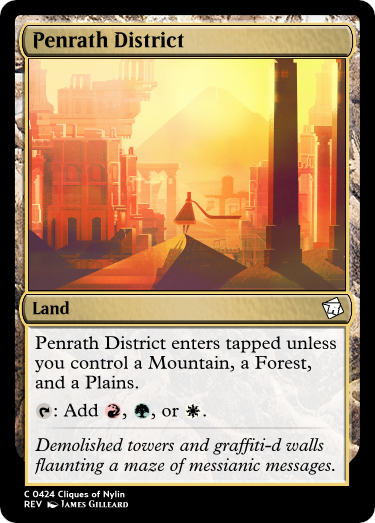 Penrath District
Land
Penrath District enters tapped unless
you control a Mountain, a Forest,
and a Plains.
: Add , , or .
Demolished towers and graffiti-d walls
flaunting a maze of messianic messages.
C 0424 Cliques of Nylin
REV James Gilleard